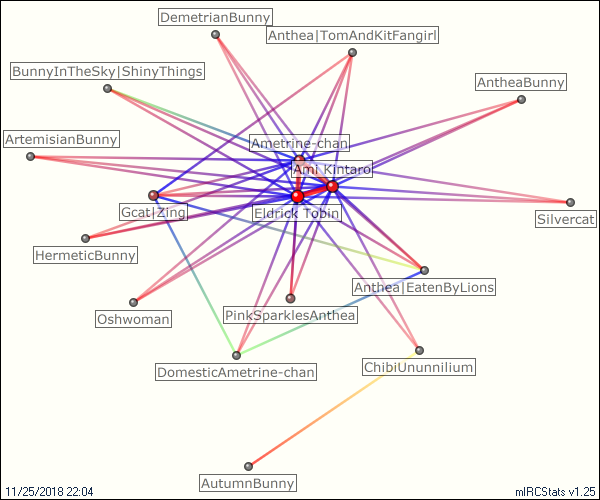 DemetrianBunny
Anthea|TomAndKitFangirl
BunnyInTheSky|ShinyThings
AntheaBunny
ArtemisianBunny
Ametrine-chan
Ami Kintaro
Gcat|Zing
Eldrick Tobin
Silvercat
HermeticBunny
Anthea|EatenByLions
Oshwoman
PinkSparklesAnthea
DomesticAmetrine-chan
ChibiUnunnilium
AutumnBunny
11/25/2018 22:04
mIRCStats v1.25